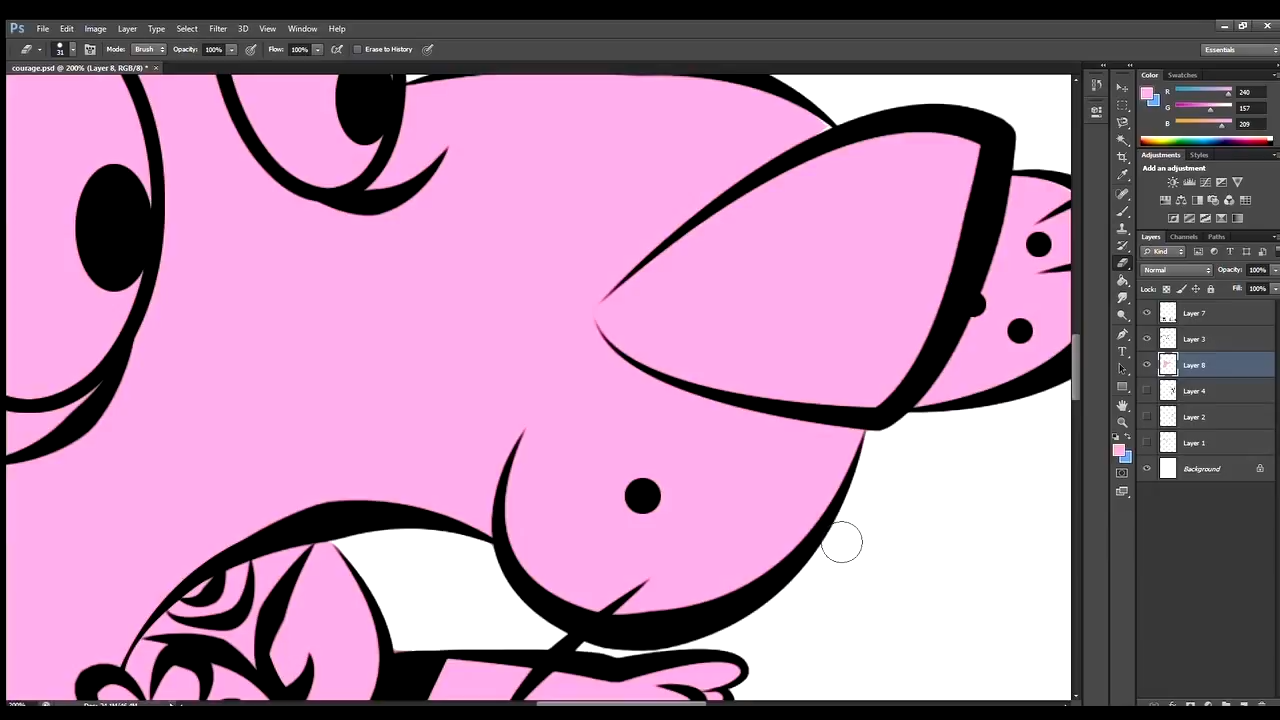 Ps File Edit Image Layer Type Select Filter 3D View Window Help
31 Mode: Brush Opacity: 100% Flow: 100% Erase to History Essentials
courage.psd @ 200% (Layer 8, RGB/8) * ×
Color Swatches
R 240
G 157
B 209
Adjustments Styles
Add an adjustment
Layers Channels Paths
Kind
Normal Opacity: 100%
Lock: Fill: 100%
Layer 7
Layer 3
Layer 8
Layer 4
Layer 2
Layer 1
Background
200%